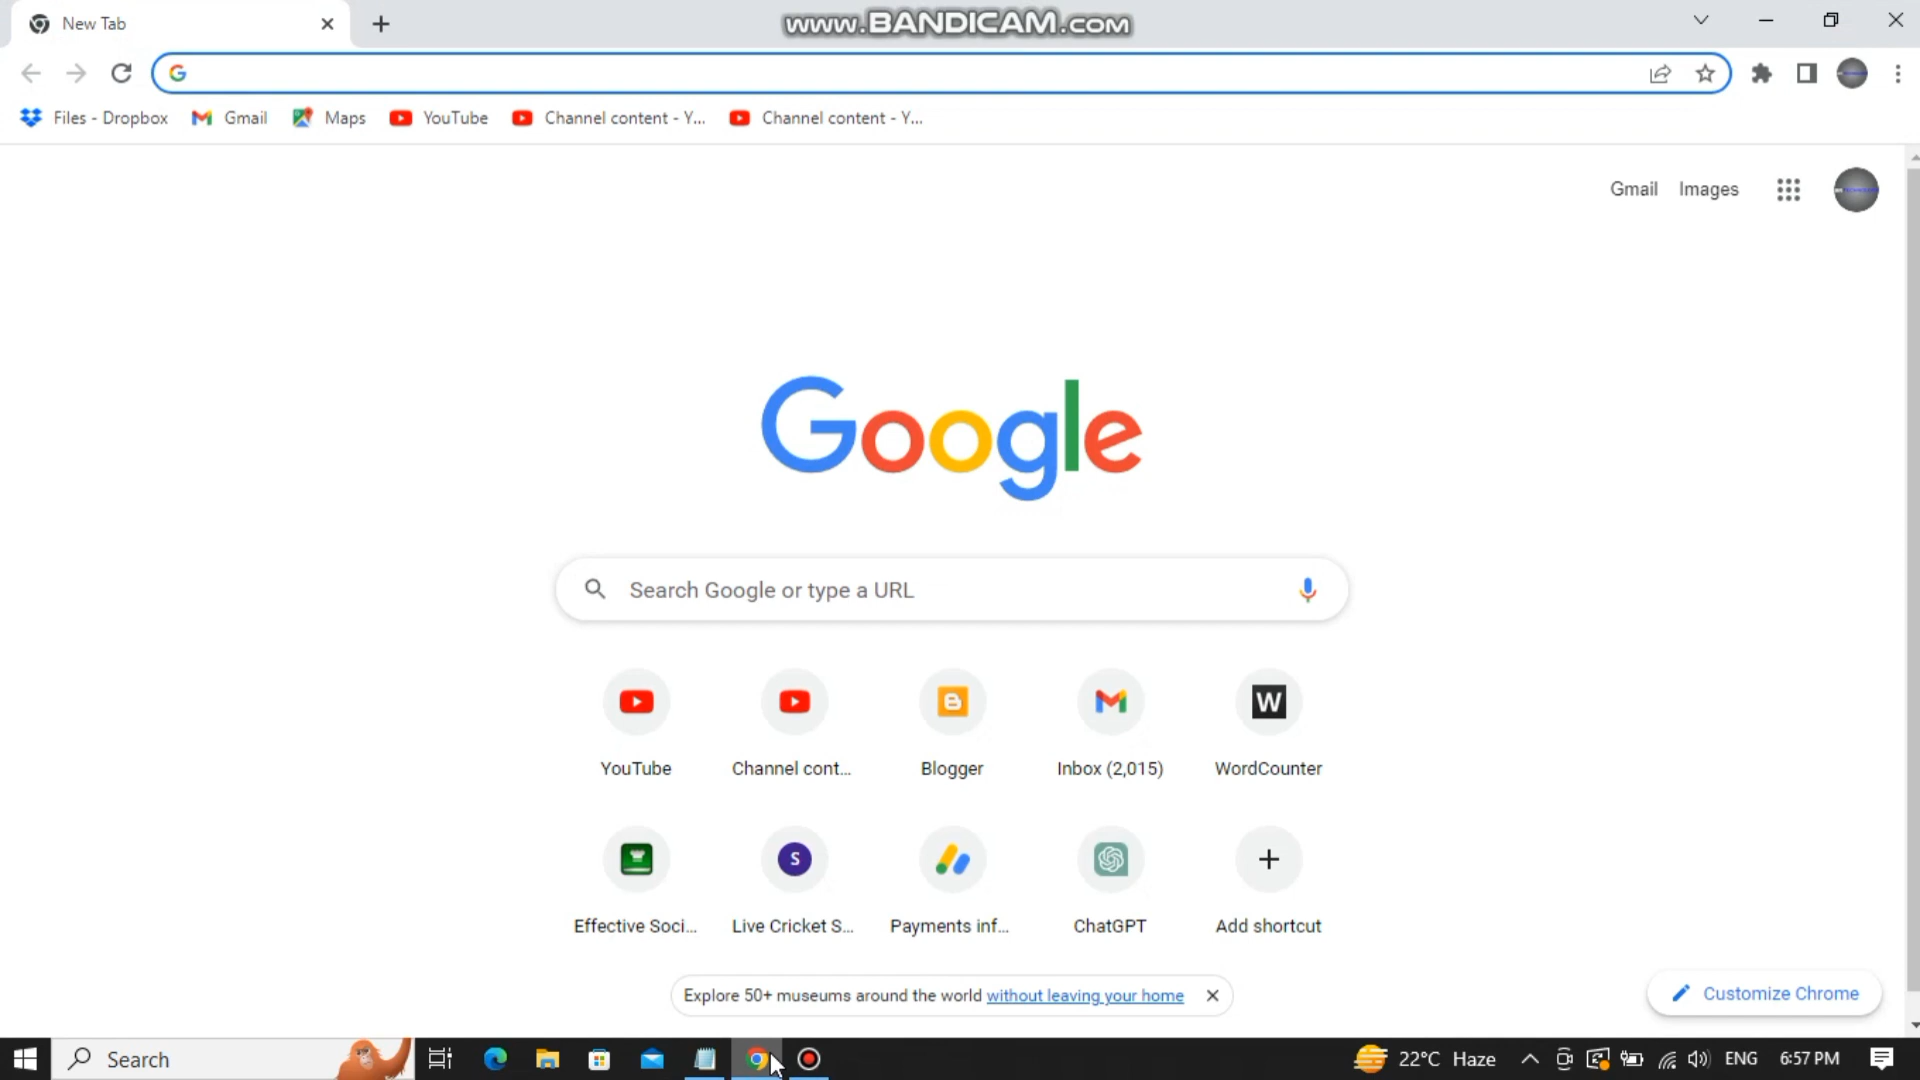 New Tab
www.BANDICAM.com
Files - Dropbox
Gmail
Maps
YouTube
Channel content - Y...
Channel content - Y...
Gmail
Images
Google
Search Google or type a URL
YouTube
Channel cont...
Blogger
Inbox (2,015)
WordCounter
Effective Soci...
Live Cricket S...
Payments inf...
ChatGPT
Add shortcut
Explore 50+ museums around the world without leaving your home
Customize Chrome
Search
22°C Haze
ENG
6:57 PM